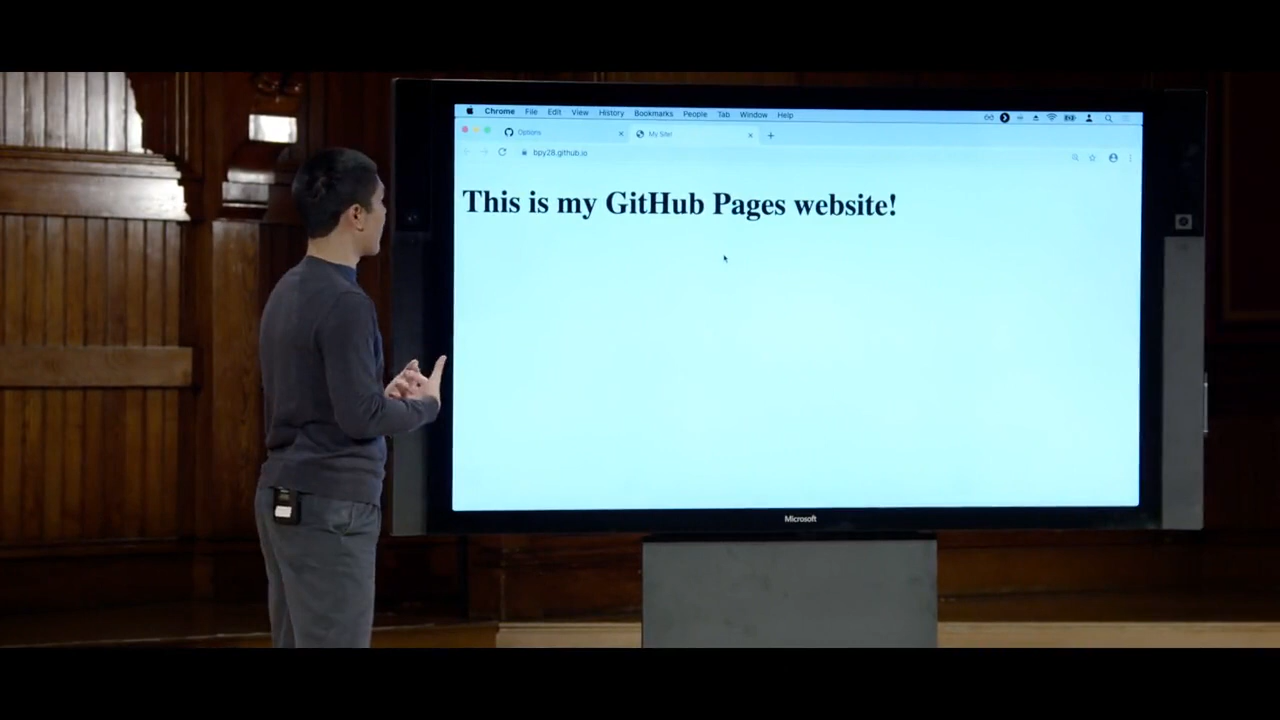 Chrome File Edit View History Bookmarks People Tab Window Help
Options My Site!
bpy28.github.io
This is my GitHub Pages website!
Microsoft